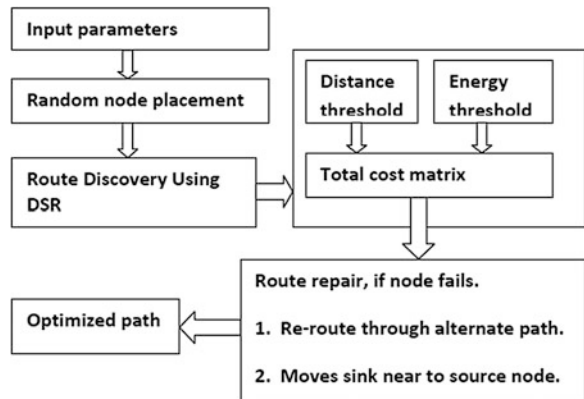 Input parameters
Random node placement
Route Discovery Using
DSR
Distance
threshold
Energy
threshold
Total cost matrix
Route repair, if node fails.
1. Re-route through alternate path.
2. Moves sink near to source node.
Optimized path